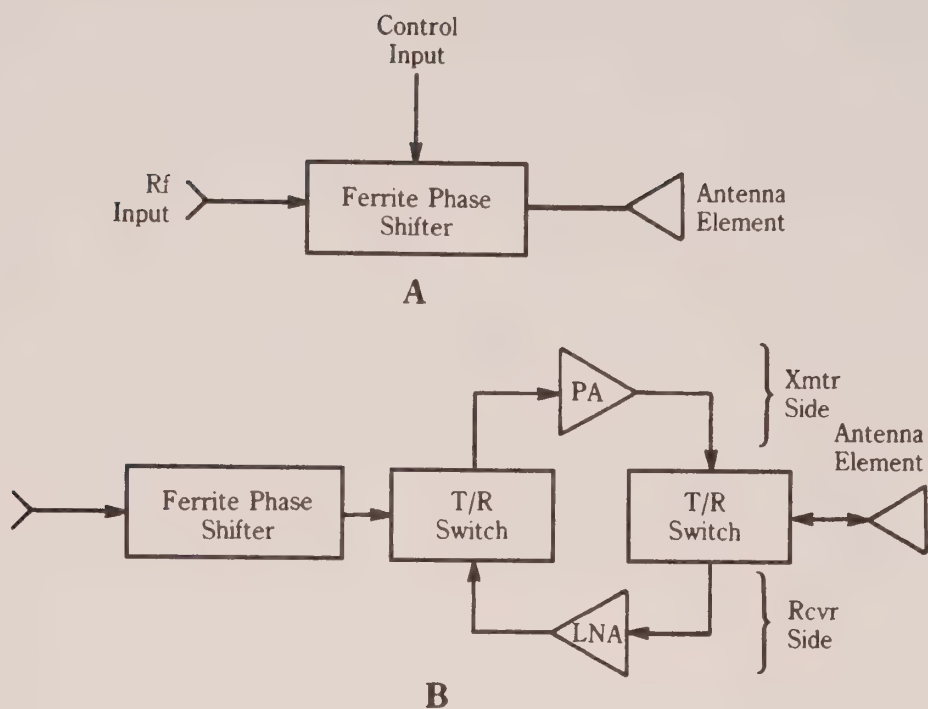 Control
Input
Rf
Input
Ferrite Phase
Shifter
Antenna
Element
A
PA
Xmtr
Side
Antenna
Element
Ferrite Phase
Shifter
T/R
Switch
T/R
Switch
LNA
Rcvr
Side
B